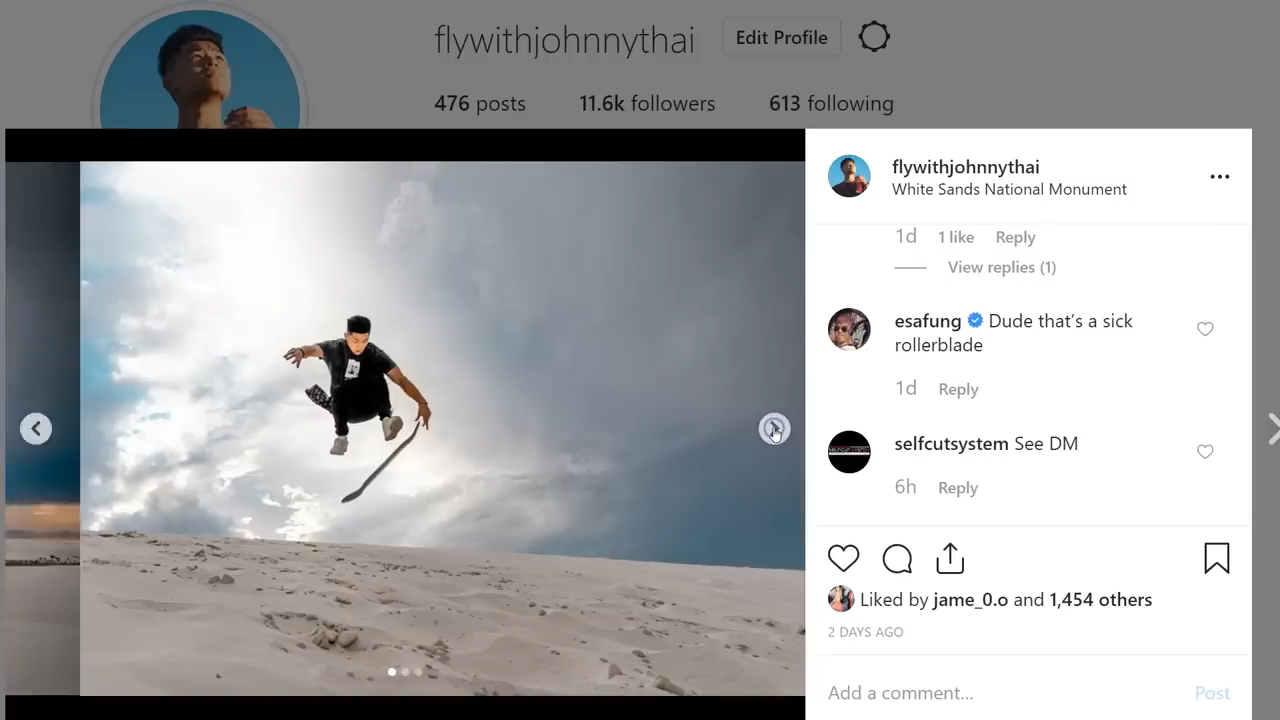 flywithjohnnythai
Edit Profile
476 posts
11.6k followers
613 following
flywithjohnnythai
White Sands National Monument
1d 1 like Reply
View replies (1)
esafung Dude that's a sick
rollerblade
1d Reply
selfcutsystem See DM
6h Reply
Liked by jame_0.o and 1,454 others
2 DAYS AGO
Add a comment...
Post